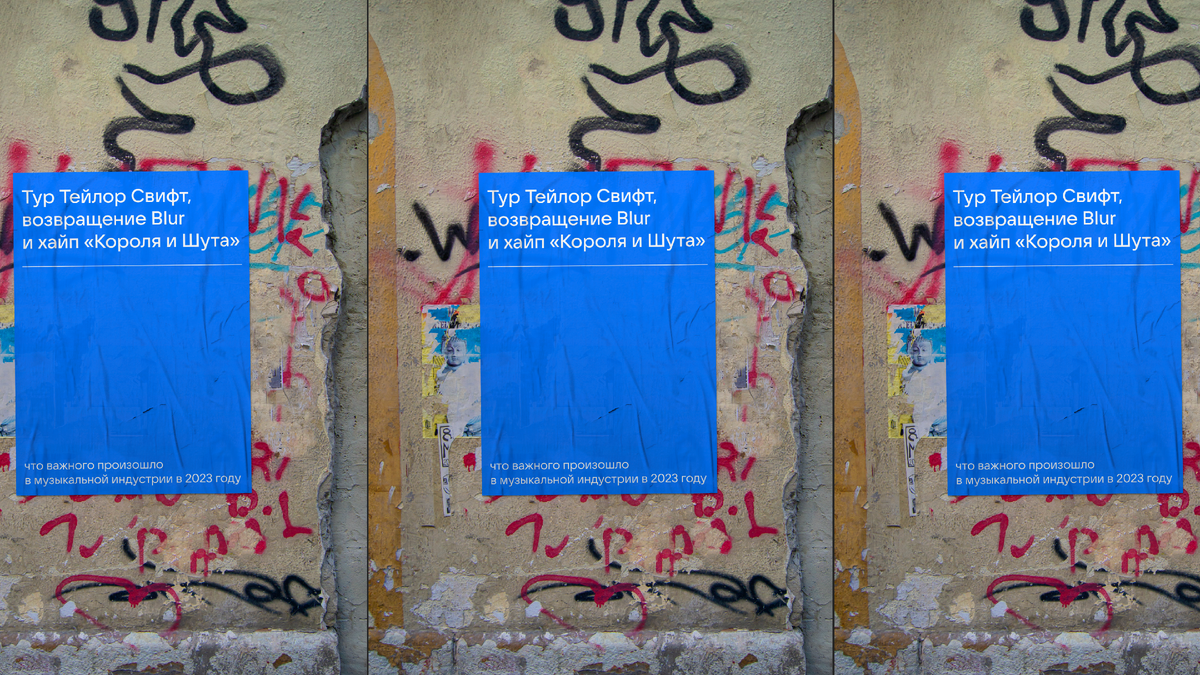 Тур Тейлор Свифт,
возвращение Blur
и хайп «Короля и Шута»
что важного произошло
в музыкальной индустрии в 2023 году
Тур Тейлор Свифт,
возвращение Blur
и хайп «Короля и Шута»
что важного произошло
в музыкальной индустрии в 2023 году
Тур Тейлор Свифт,
возвращение Blur
и хайп «Короля и Шута»
что важного произошло
в музыкальной индустрии в 2023 году